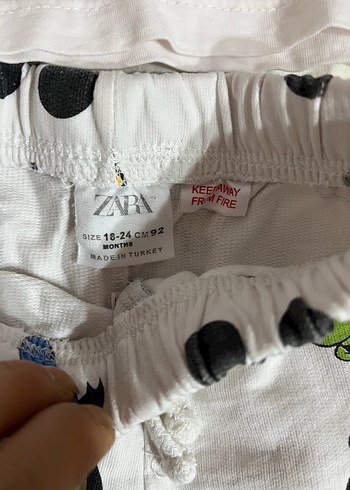 ZARA
SIZE 18-24 CM 92
MONTHS
MADE IN TURKEY
KEEP AWAY
FROM FIRE